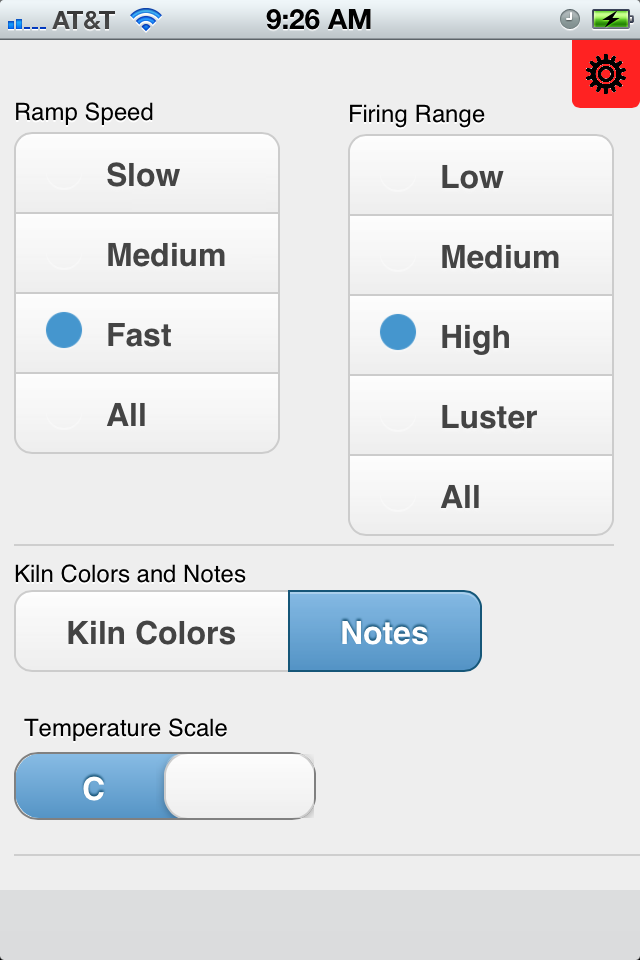 AT&T 9:26 AM
Ramp Speed
Slow
Medium
Fast
All
Firing Range
Low
Medium
High
Luster
All
Kiln Colors and Notes
Kiln Colors Notes
Temperature Scale
C